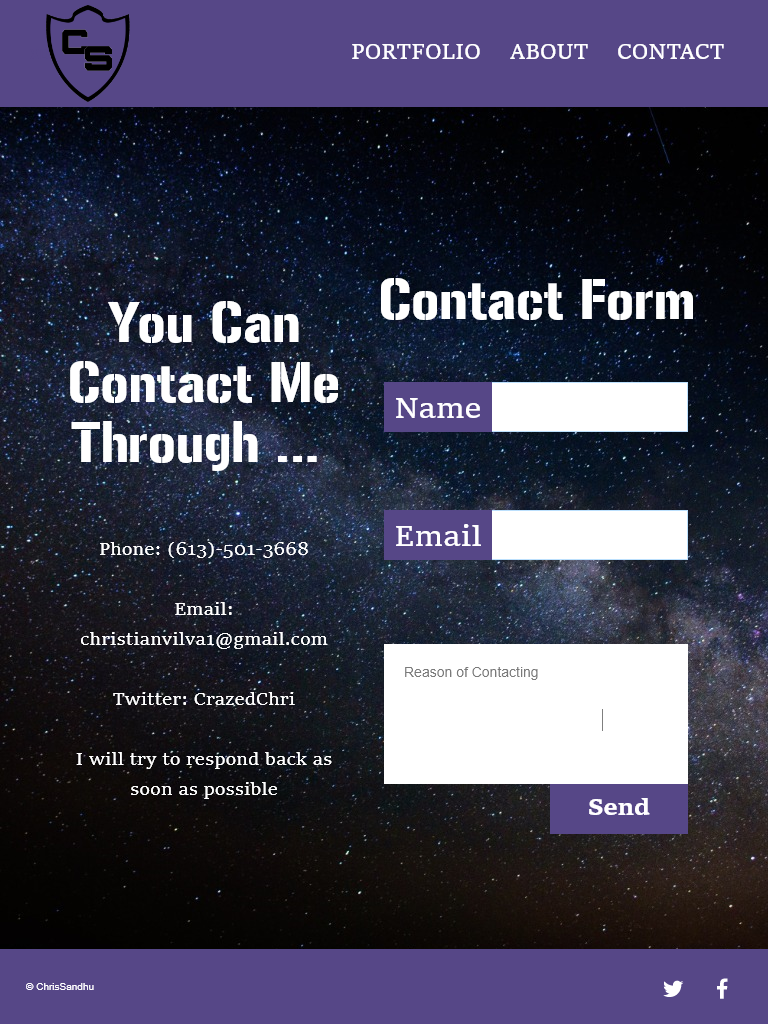 CS
PORTFOLIO ABOUT CONTACT
You Can
Contact Me
Through ...
Phone: (613)-501-3668
Email:
christianvilva1@gmail.com
Twitter: CrazedChri
I will try to respond back as
soon as possible
Contact Form
Name
Email
Reason of Contacting
Send
© ChrisSandhu